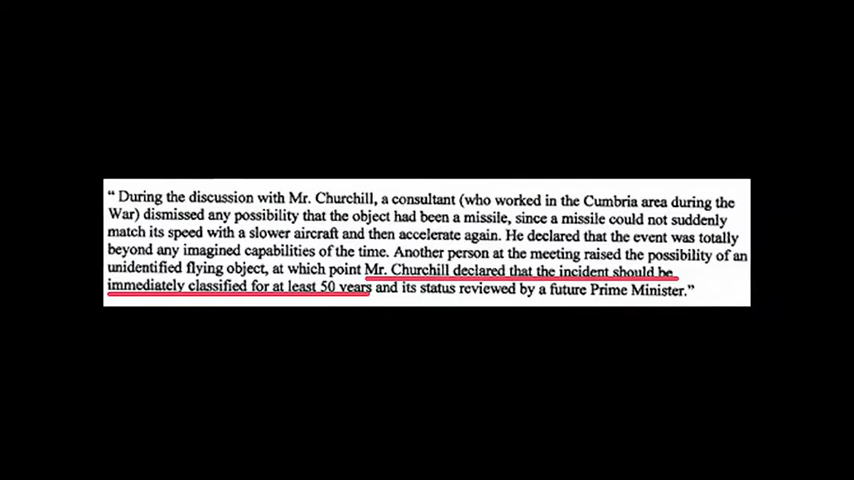 “ During the discussion with Mr. Churchill, a consultant (who worked in the Cumbria area during the
War) dismissed any possibility that the object had been a missile, since a missile could not suddenly
match its speed with a slower aircraft and then accelerate again. He declared that the event was totally
beyond any imagined capabilities of the time. Another person at the meeting raised the possibility of an
unidentified flying object, at which point Mr. Churchill declared that the incident should be
immediately classified for at least 50 years and its status reviewed by a future Prime Minister.”